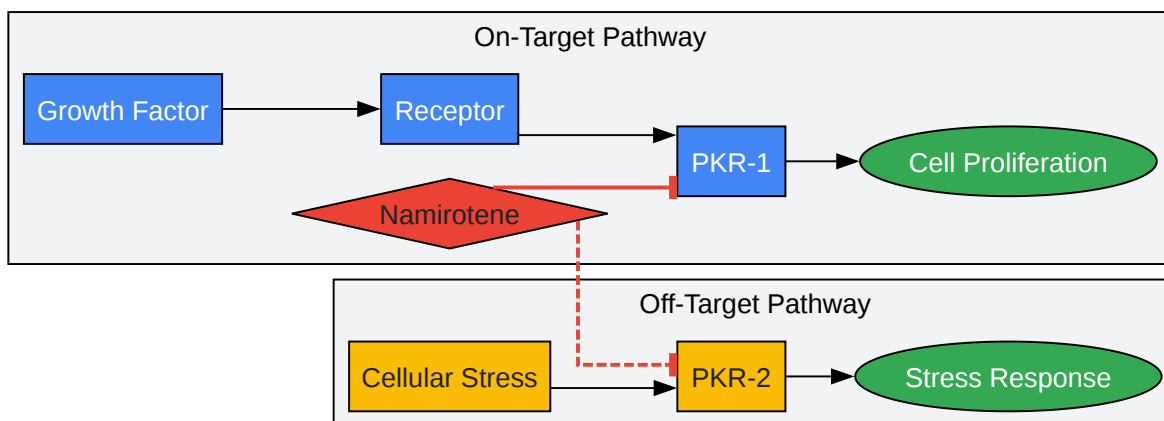 On-Target Pathway
Growth Factor
Receptor
PKR-1
Cell Proliferation
Namirotene
Off-Target Pathway
Cellular Stress
PKR-2
Stress Response